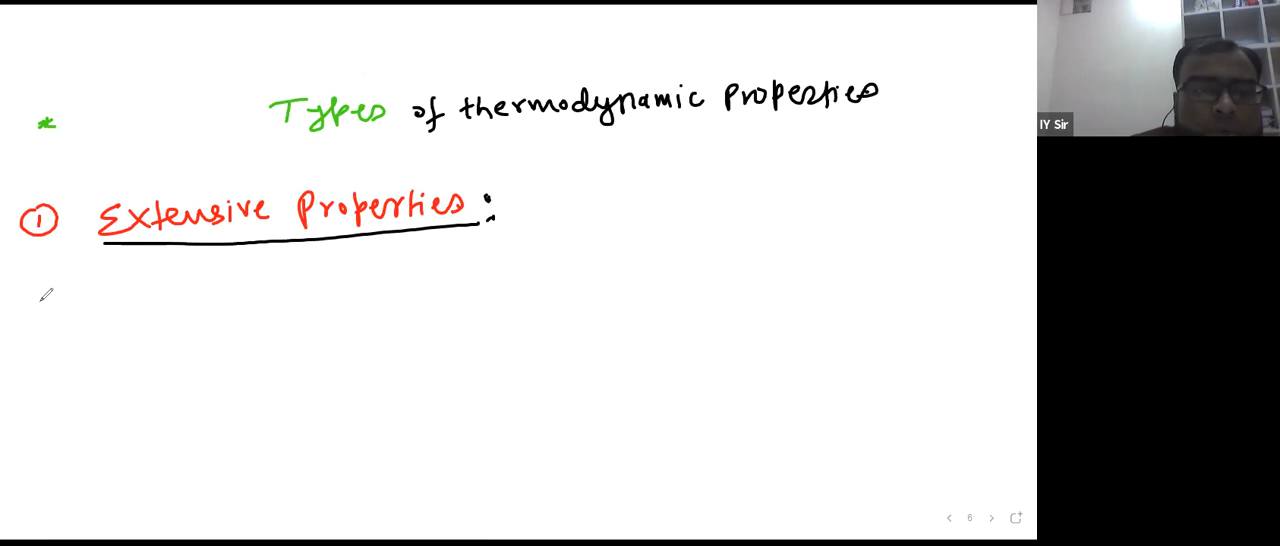 * Types of thermodynamic Properties
IY Sir
① Extensive Properties :
6